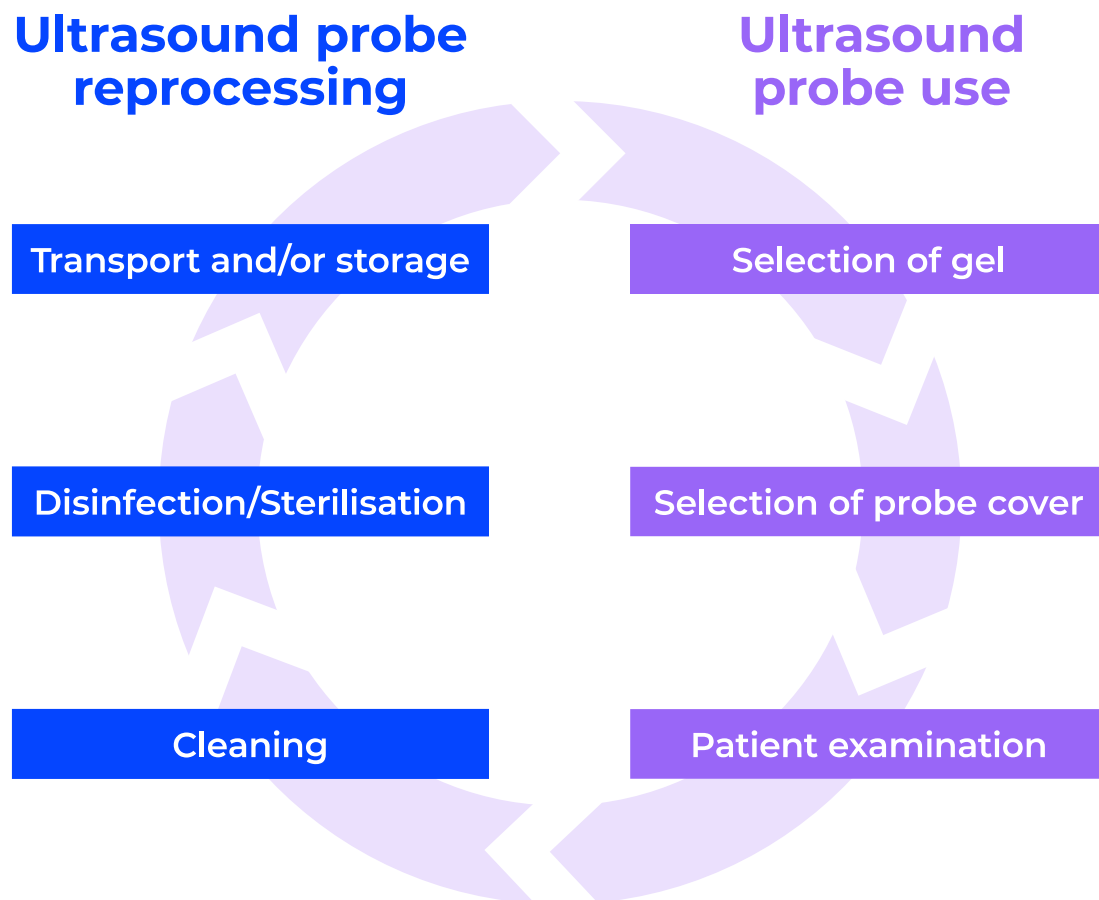 Ultrasound probe
reprocessing
Ultrasound
probe use
Transport and/or storage
Selection of gel
Disinfection/Sterilisation
Selection of probe cover
Cleaning
Patient examination